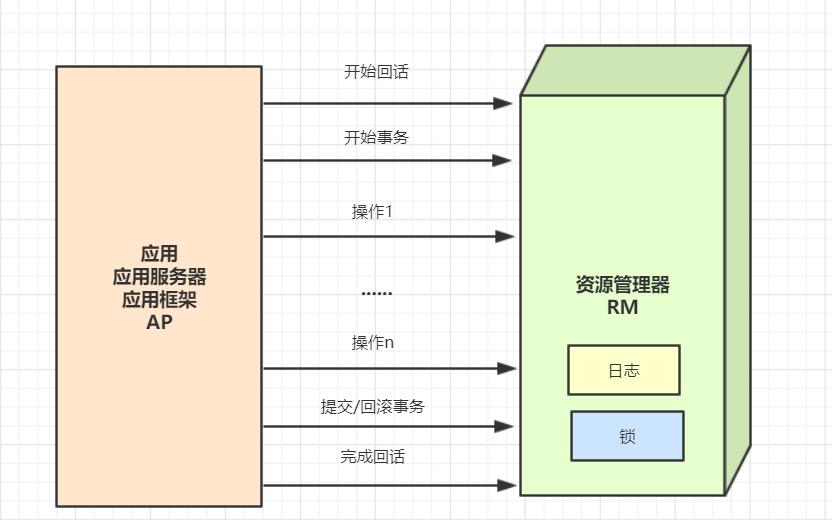 应用
应用服务器
应用框架
AP
开始回话
开始事务
操作1
......
操作n
提交/回滚事务
完成回话
资源管理器
RM
日志
锁